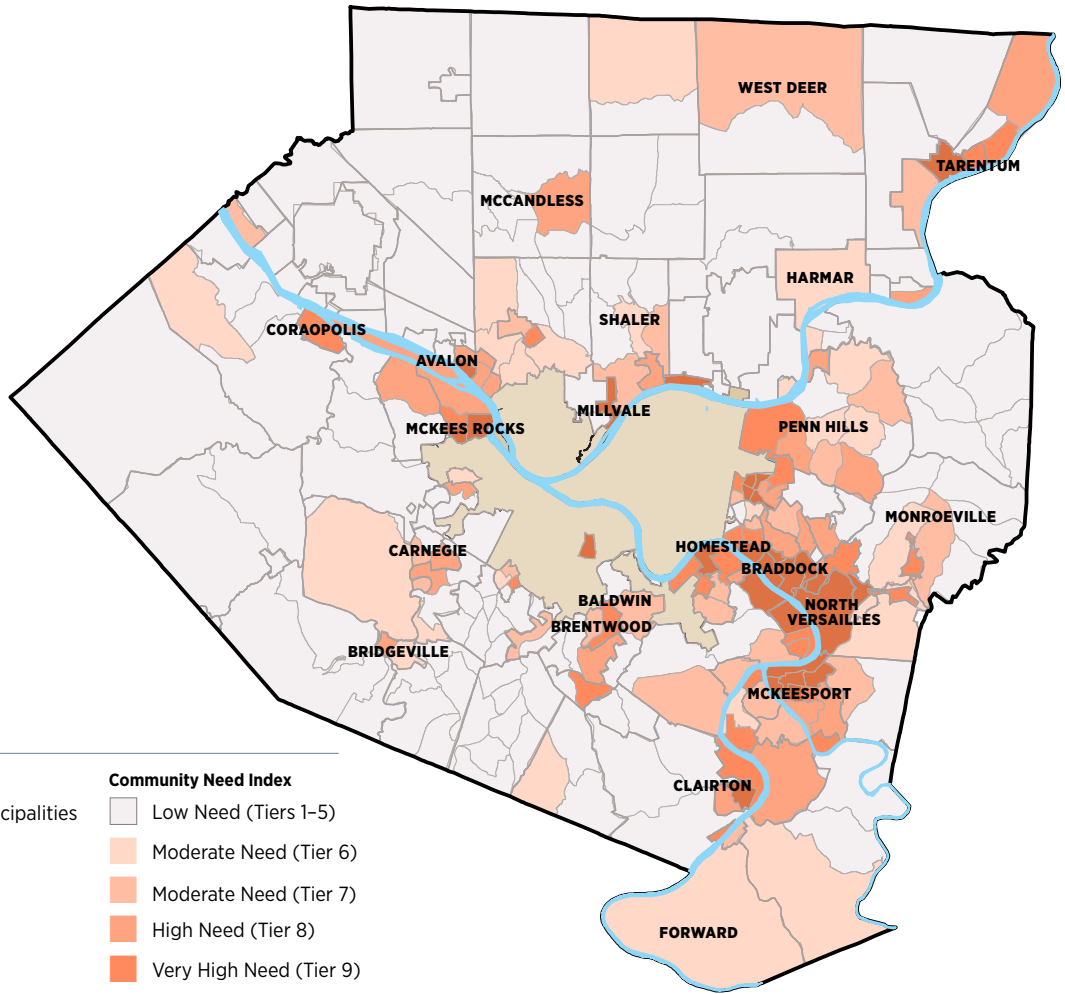 WEST DEER
TARENTUM
MCCANDLESS
HARMAR
SHALER
CORAOPOLIS
AVALON
MILLVALE
MCKEES ROCKS
PENN HILLS
MONROEVILLE
HOMESTEAD
CARNEGIE
BRADDOCK
BALDWIN
NORTH
VERSAILLES
BRENTWOOD
BRIDGEVILLE
MCKEESPORT
CLAIRTON
FORWARD
Community Need Index
cipalities
Low Need (Tiers 1–5)
Moderate Need (Tier 6)
Moderate Need (Tier 7)
High Need (Tier 8)
Very High Need (Tier 9)